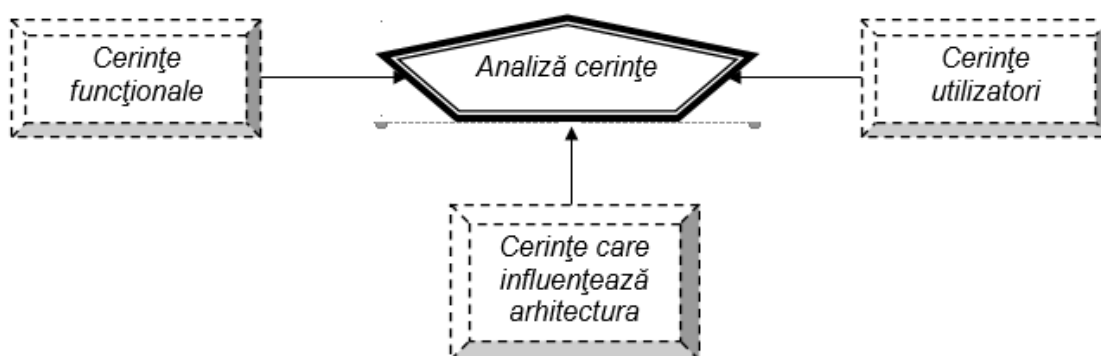 Cerinţe
funcţionale
Analiză cerinţe
Cerinţe
utilizatori
Cerinţe care
influenţează
arhitectura